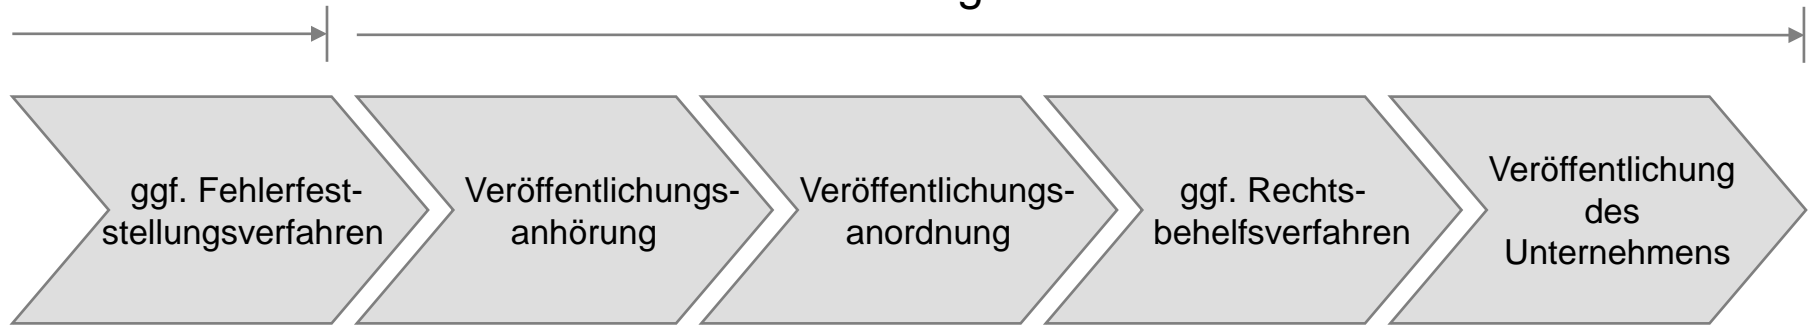 ggf. Fehlerfest-
stellungsverfahren
Veröffentlichungs-
anhörung
Veröffentlichungs-
anordnung
ggf. Rechts-
behelfsverfahren
Veröffentlichung
des
Unternehmens